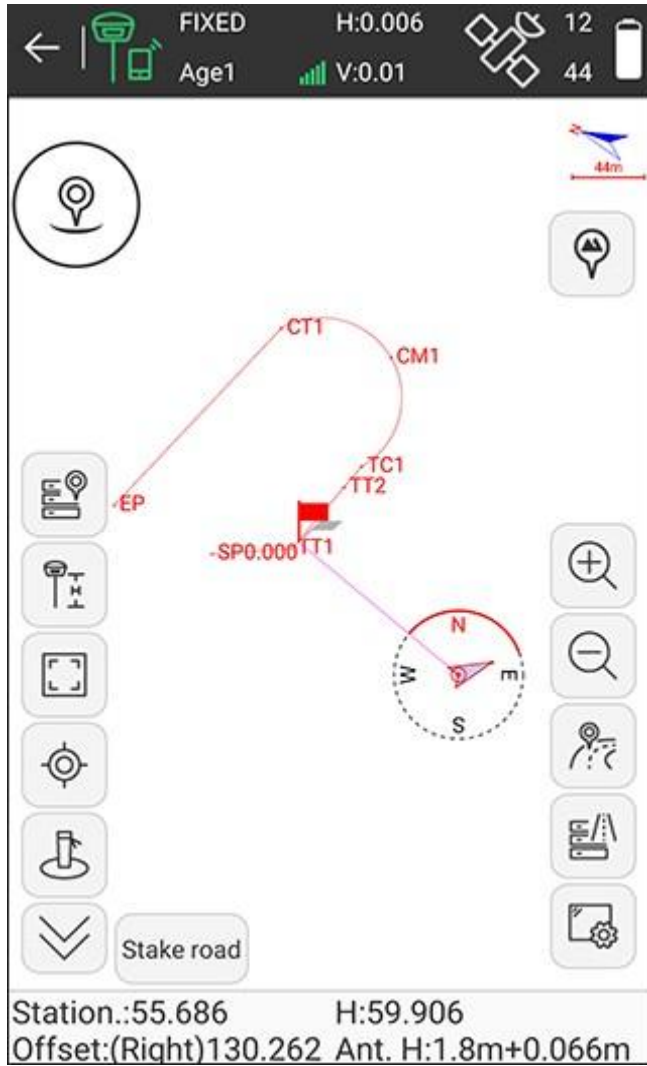 FIXED H:0.006 12
Age1 V:0.01 44
N
44m
CT1
CM1
TC1
TT2
EP
-SP0.000
TT1
N
W
E
S
H
Stake road
Station.:55.686 H:59.906
Offset:(Right)130.262 Ant. H:1.8m+0.066m